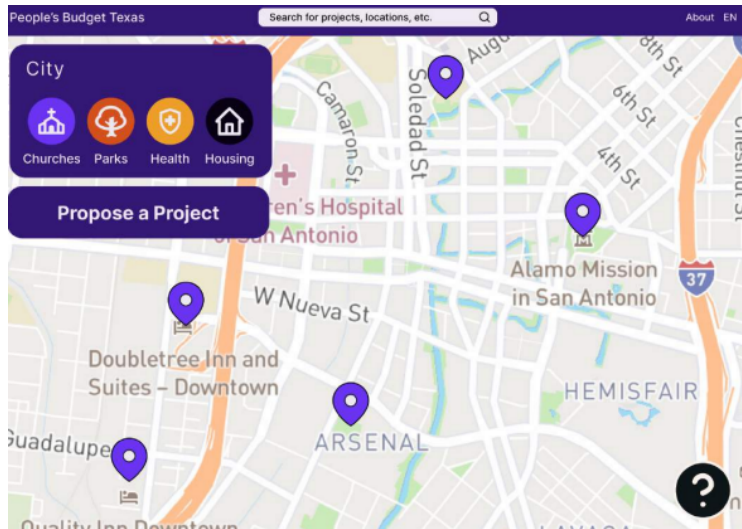 People's Budget Texas
Search for projects, locations, etc.
About EN
City
Churches Parks Health Housing
Propose a Project
Camaron St
Soledad St
8th St
6th St
4th St
ren's Hospital
San Antonio
Alamo Mission
in San Antonio
37
W Nueva St
Doubletree Inn and
Suites – Downtown
HEMISFAIR
ARSENAL
Guadalupe
Quality Inn Downtown
?